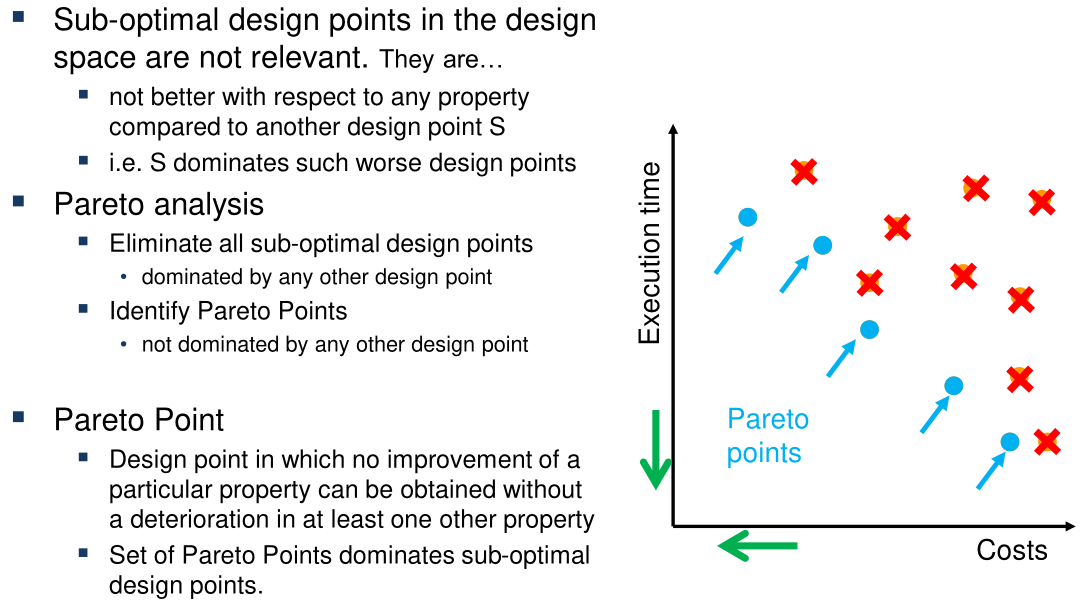 Sub-optimal design points in the design
space are not relevant. They are…
not better with respect to any property
compared to another design point S
i.e. S dominates such worse design points
Pareto analysis
Eliminate all sub-optimal design points
dominated by any other design point
Identify Pareto Points
not dominated by any other design point
Pareto Point
Design point in which no improvement of a
particular property can be obtained without
a deterioration in at least one other property
Set of Pareto Points dominates sub-optimal
design points.
Execution time
Pareto
points
Costs